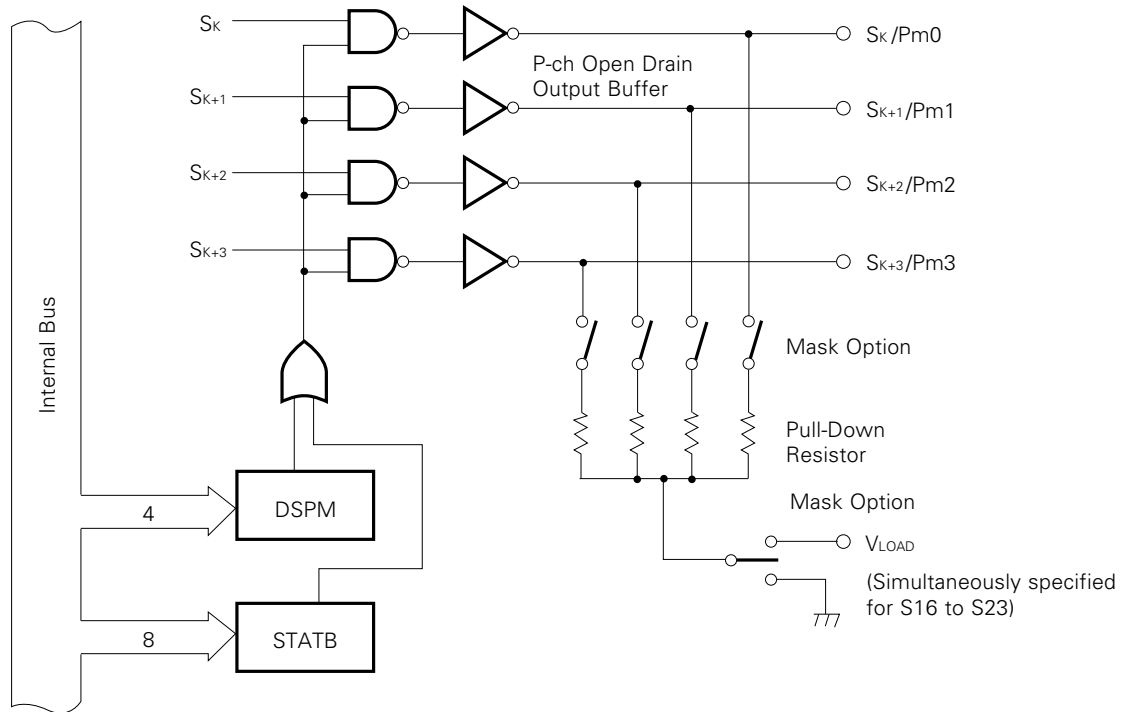 SK
SK/Pm0
P-ch Open Drain
Output Buffer
SK+1
SK+1/Pm1
SK+2
SK+2/Pm2
SK+3
SK+3/Pm3
Internal Bus
Mask Option
Pull-Down
Resistor
4
DSPM
Mask Option
VLOAD
(Simultaneously specified
for S16 to S23)
8
STATB